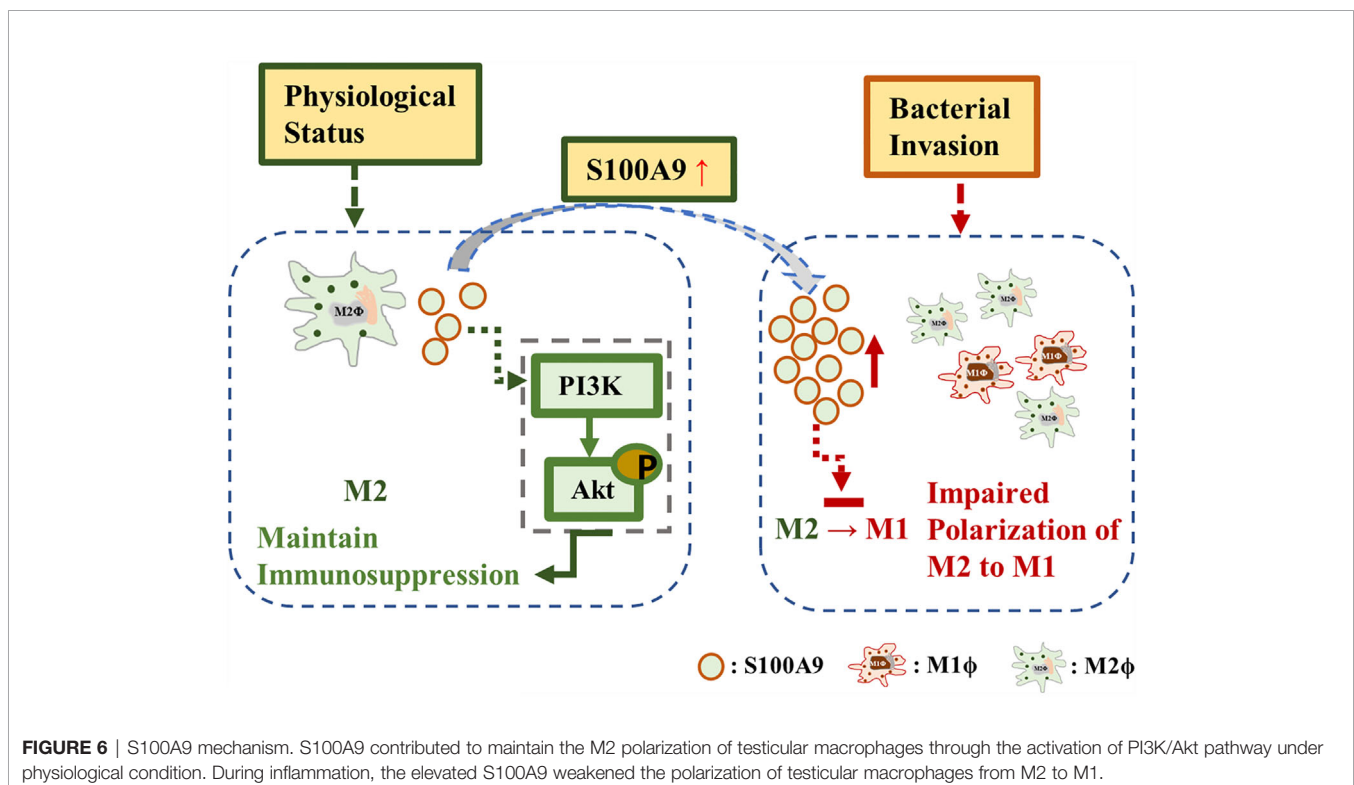 Physiological
Status
Bacterial
Invasion
S100A9 ↑
M2Φ
PI3K
Akt
P
M2
Maintain
Immunosuppression
M2Φ
M2Φ
M1Φ
M1Φ
M2Φ
M2 → M1
Impaired
Polarization of
M2 to M1
: S100A9
M1Φ
: M1ϕ
M2Φ
: M2ϕ
FIGURE 6 | S100A9 mechanism. S100A9 contributed to maintain the M2 polarization of testicular macrophages through the activation of PI3K/Akt pathway under
physiological condition. During inflammation, the elevated S100A9 weakened the polarization of testicular macrophages from M2 to M1.